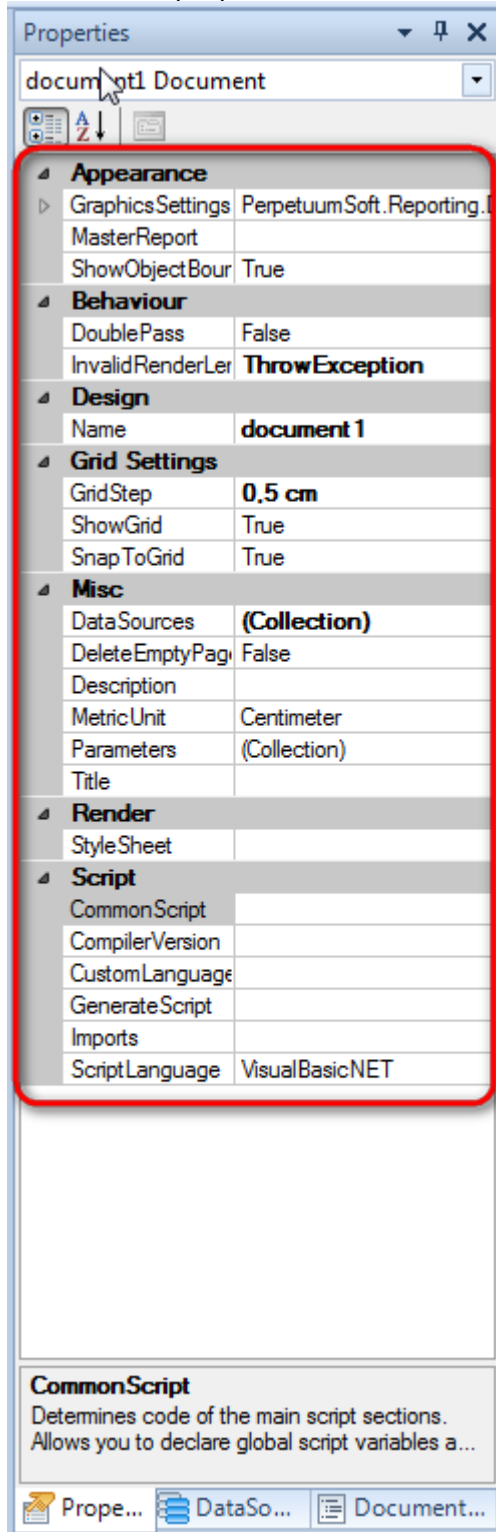 Properties
document1 Document
Appearance
GraphicsSettings PerpetuumSoft.Reporting.
MasterReport
ShowObjectBour True
Behaviour
DoublePass False
InvalidRenderLer ThrowException
Design
Name document1
Grid Settings
GridStep 0,5 cm
ShowGrid True
SnapToGrid True
Misc
DataSources (Collection)
DeleteEmptyPag False
Description
MetricUnit Centimeter
Parameters (Collection)
Title
Render
StyleSheet
Script
CommonScript
CompilerVersion
CustomLanguage
GenerateScript
Imports
ScriptLanguage VisualBasicNET
CommonScript
Determines code of the main script sections.
Allows you to declare global script variables a...
Prope... DataSo... Document...